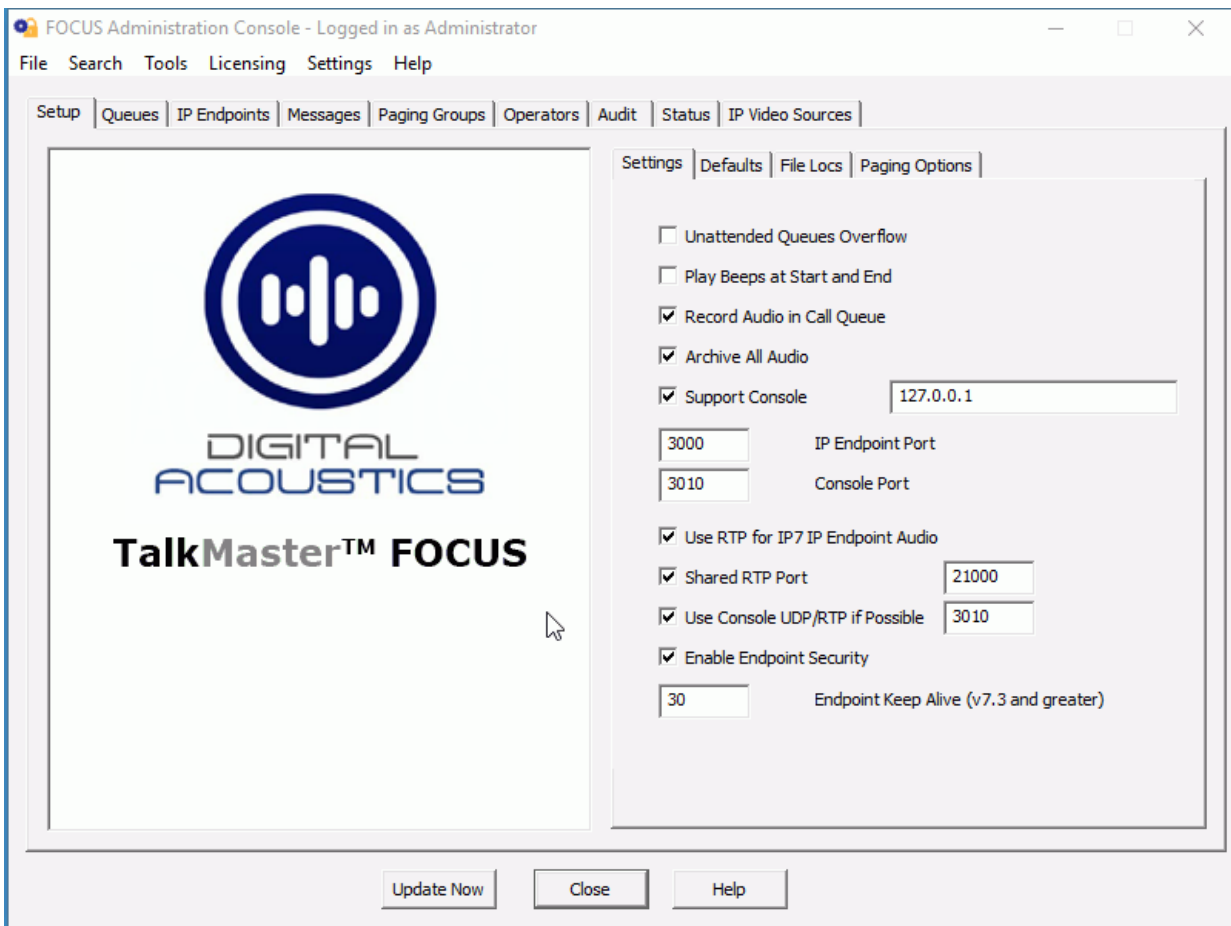 FOCUS Administration Console - Logged in as Administrator
File Search Tools Licensing Settings Help
Setup Queues IP Endpoints Messages Paging Groups Operators Audit Status IP Video Sources
DIGITAL
ACOUSTICS
TalkMaster™ FOCUS
Settings Defaults File Locs Paging Options
Unattended Queues Overflow
Play Beeps at Start and End
Record Audio in Call Queue
Archive All Audio
Support Console 127.0.0.1
3000 IP Endpoint Port
3010 Console Port
Use RTP for IP7 IP Endpoint Audio
Shared RTP Port 21000
Use Console UDP/RTP if Possible 3010
Enable Endpoint Security
30 Endpoint Keep Alive (v7.3 and greater)
Update Now Close Help